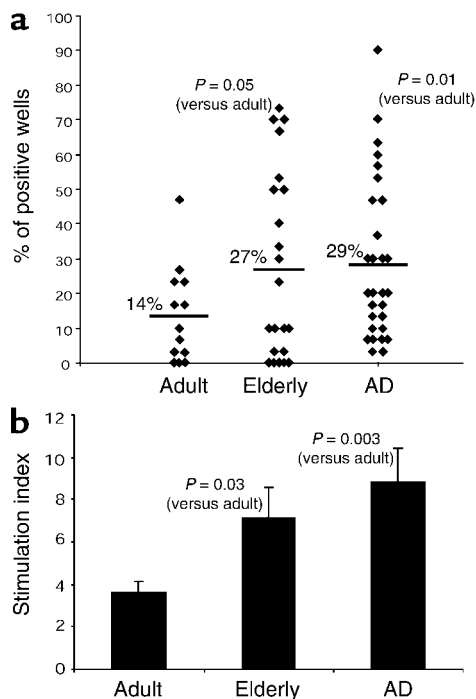 a
100
90
80
70
60
50
40
30
20
10
0
% of positive wells
P = 0.05
(versus adult)
P = 0.01
(versus adult)
14%
27%
29%
Adult Elderly AD
b
12
10
8
6
4
2
0
Stimulation index
P = 0.03
(versus adult)
P = 0.003
(versus adult)
Adult Elderly AD